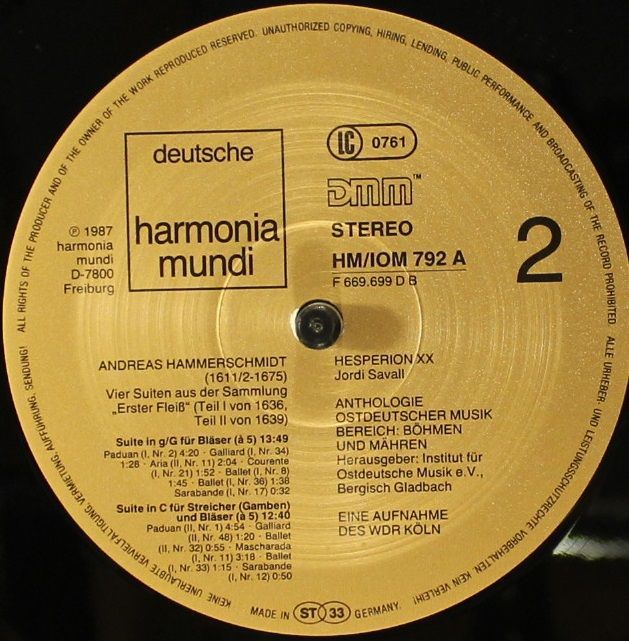 ALL RIGHTS OF THE PRODUCER AND OF THE OWNER OF THE WORK REPRODUCED RESERVED. UNAUTHORIZED COPYING, HIRING, LENDING, PUBLIC PERFORMANCE AND BROADCASTING OF THE RECORD PROHIBITED
ALLE URHEBER- UND LEISTUNGSSCHUTZRECHTE VORBEHALTEN. KEIN VERLEIH! KEINE UNERLAUBTE VERVIELFÄLTIGUNG, VERMIETUNG, AUFFÜHRUNG, SENDUNG!
deutsche
harmonia
mundi
℗ 1987
harmonia
mundi
D-7800
Freiburg
LC 0761
DMM™
STEREO
HM/IOM 792 A
F 669.699 D B
2
ANDREAS HAMMERSCHMIDT
(1611/2-1675)
Vier Suiten aus der Sammlung
„Erster Fleiß“ (Teil I von 1636,
Teil II von 1639)
Suite in g/G für Bläser (à 5) 13:49
Paduan (I, Nr. 2) 4:20 · Galliard (I, Nr. 34)
1:28 · Aria (II, Nr. 11) 2:04 · Courente
(I, Nr. 21) 1:52 · Ballet (I, Nr. 8)
1:45 · Ballet (I, Nr. 36) 1:38
Sarabande (I, Nr. 17) 0:32
Suite in C für Streicher (Gamben)
und Bläser (à 5) 12:40
Paduan (II, Nr. 1) 4:54 · Galliard
(II, Nr. 48) 1:20 · Ballet
(II, Nr. 32) 0:55 · Mascharada
(I, Nr. 11) 3:16 · Ballet
(I, Nr. 33) 1:15 · Sarabande
(I, Nr. 12) 0:50
HESPERION XX
Jordi Savall
ANTHOLOGIE
OSTDEUTSCHER MUSIK
BEREICH: BÖHMEN
UND MÄHREN
Herausgeber: Institut für
Ostdeutsche Musik e.V.,
Bergisch Gladbach
EINE AUFNAHME
DES WDR KÖLN
MADE IN ST 33 GERMANY.